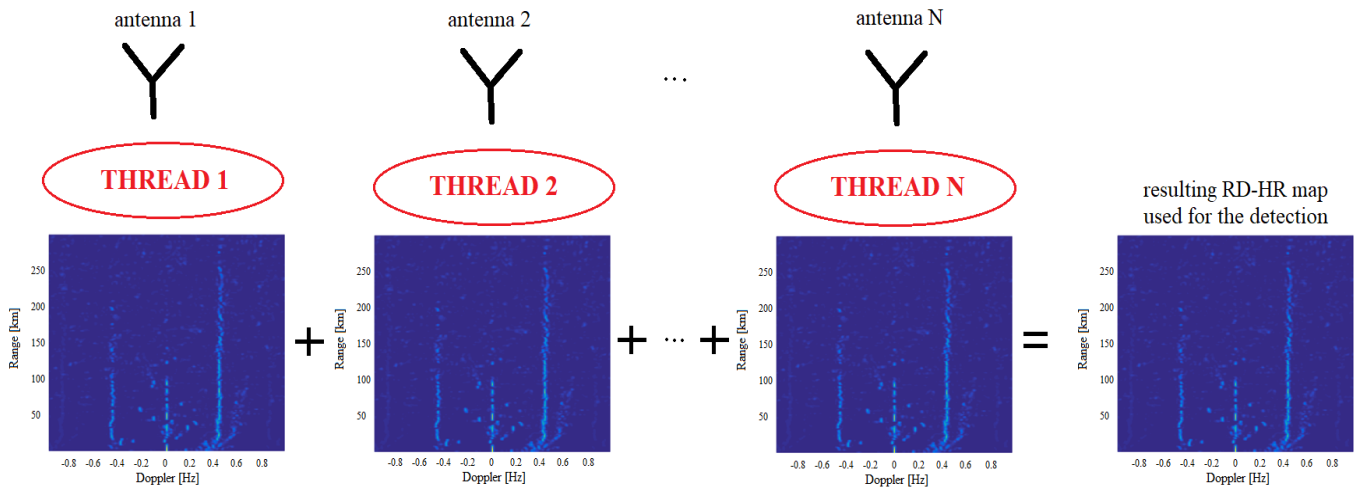 antenna 1
antenna 2
antenna N
...
THREAD 1
THREAD 2
THREAD N
resulting RD-HR map
used for the detection
Range [km]
250
200
150
100
50
-0.8 -0.6 -0.4 -0.2 0 0.2 0.4 0.6 0.8
Doppler [Hz]
+
Range [km]
250
200
150
100
50
-0.8 -0.6 -0.4 0.2 0 0.2 0.4 0.6 0.8
Doppler [Hz]
+ ... +
Range [km]
250
200
150
100
50
-0.8 -0.6 -0.4 0.2 0 0.2 0.4 0.6 0.8
Doppler [Hz]
=
Range [km]
250
200
150
100
50
-0.8 -0.6 -0.4 0.2 0 0.2 0.4 0.6 0.8
Doppler [Hz]